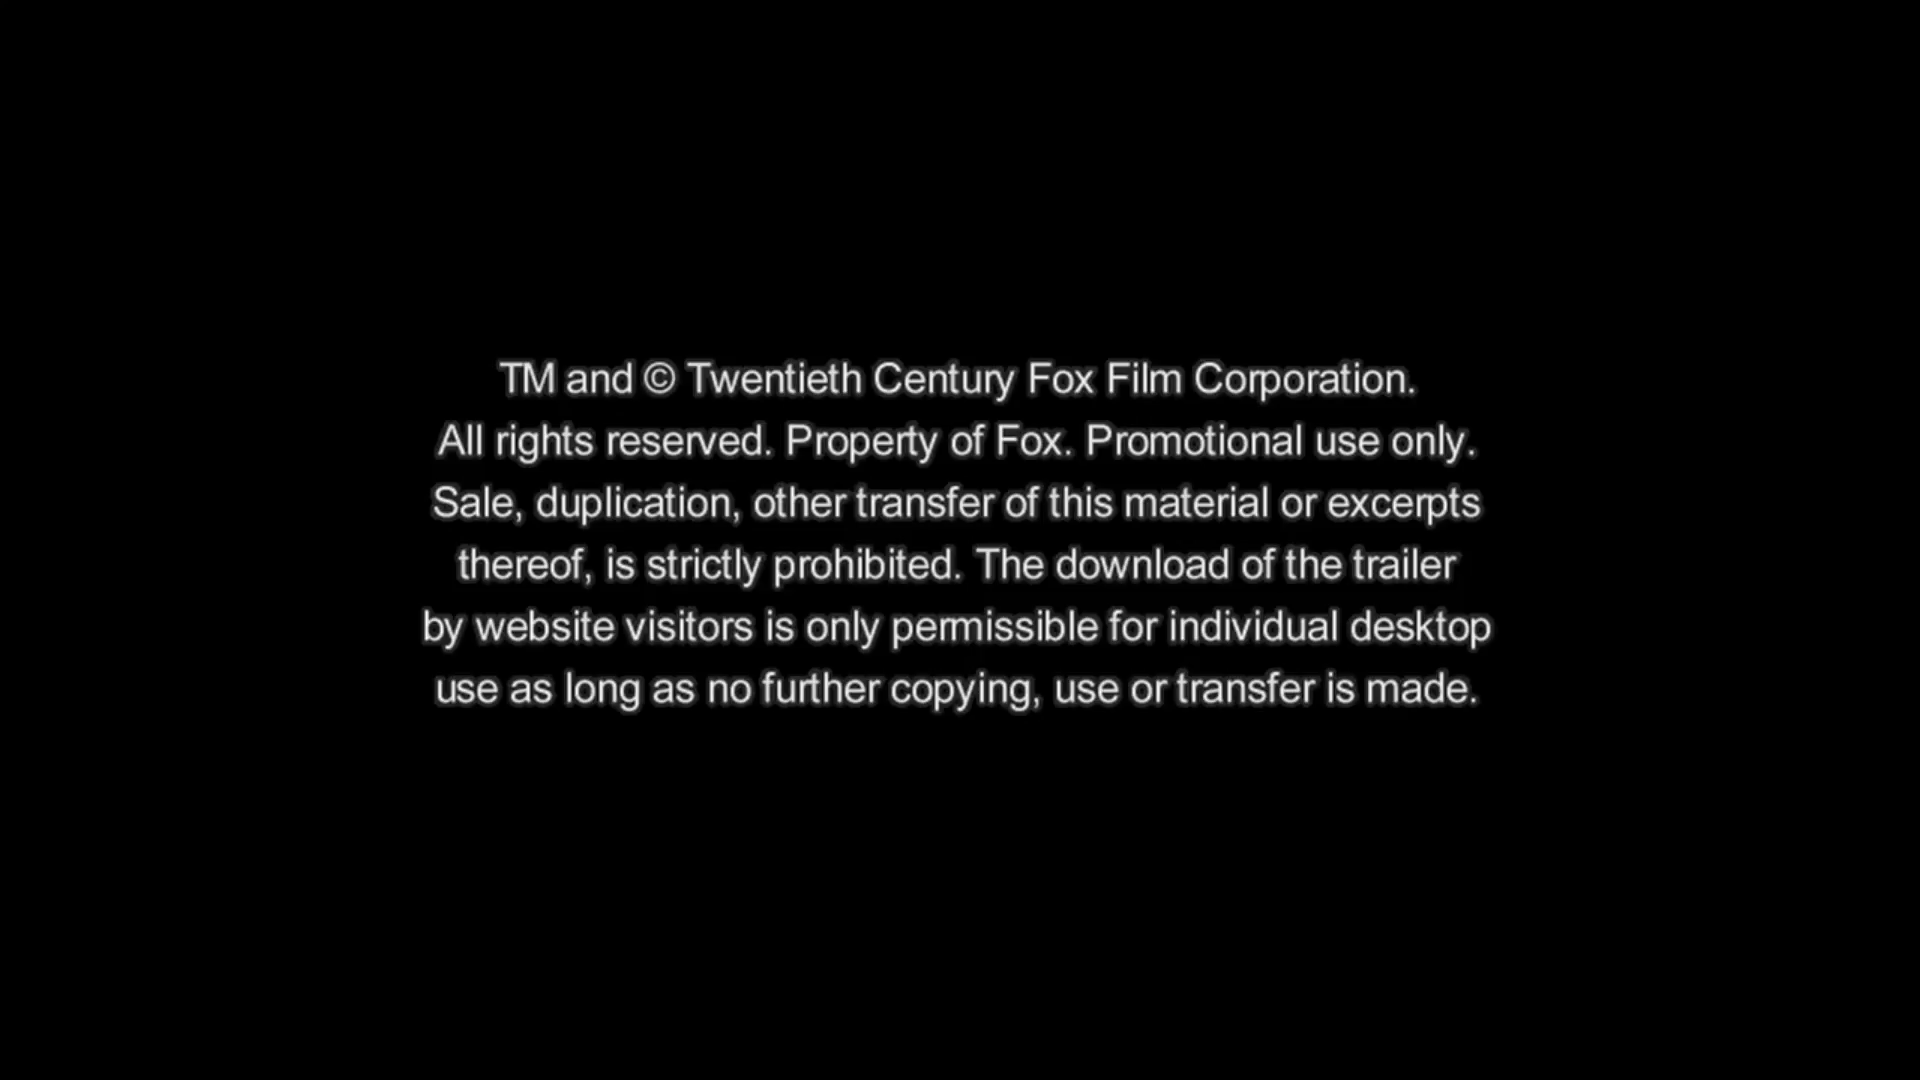 TM and © Twentieth Century Fox Film Corporation.
All rights reserved. Property of Fox. Promotional use only.
Sale, duplication, other transfer of this material or excerpts
thereof, is strictly prohibited. The download of the trailer
by website visitors is only permissible for individual desktop
use as long as no further copying, use or transfer is made.